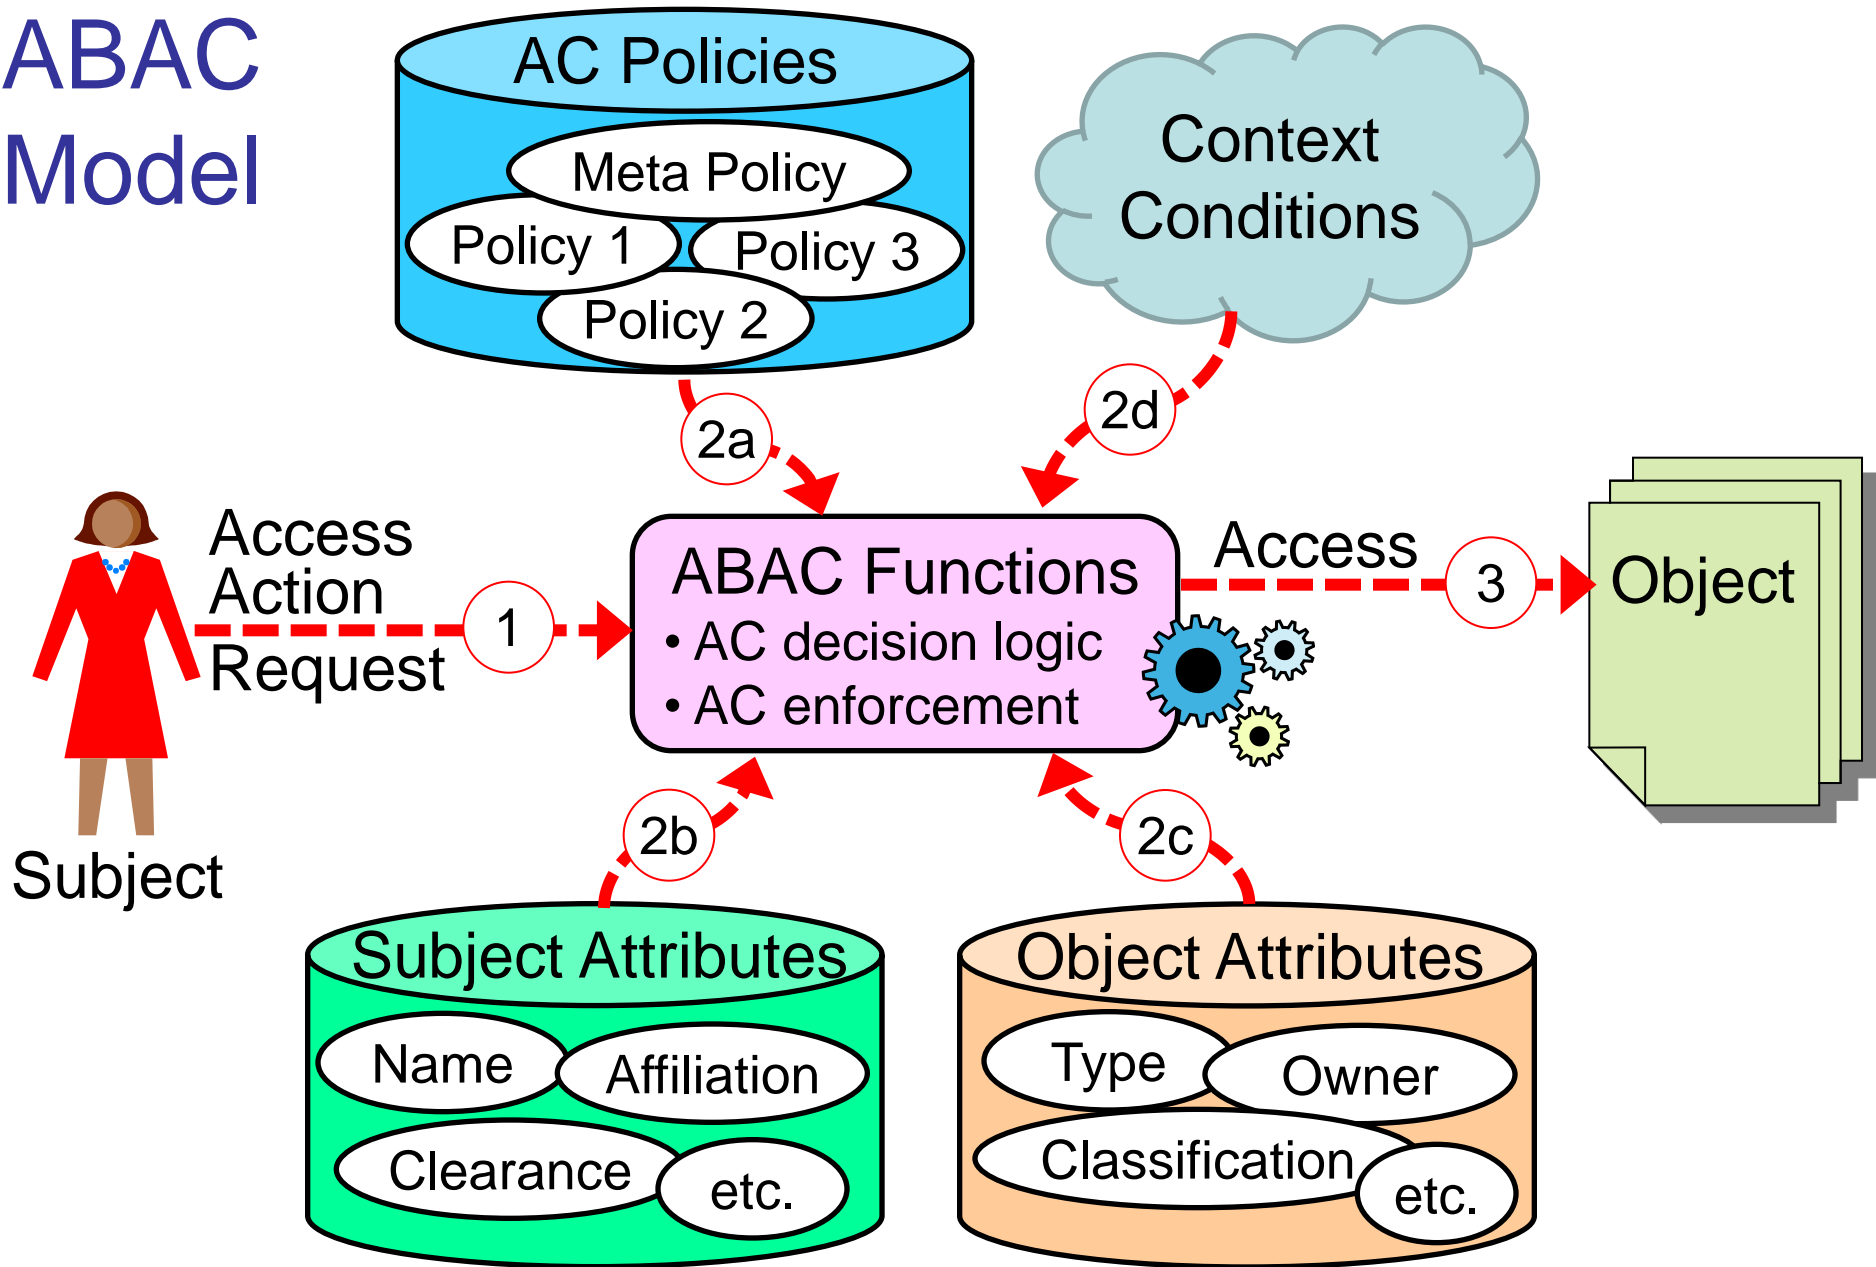 ABAC
Model
AC Policies
Meta Policy
Policy 1
Policy 3
Policy 2
Context
Conditions
2a
2d
Access
Action
Request
1
ABAC Functions
• AC decision logic
• AC enforcement
Access
3
Object
Subject
2b
2c
Subject Attributes
Name
Affiliation
Clearance
etc.
Object Attributes
Type
Owner
Classification
etc.